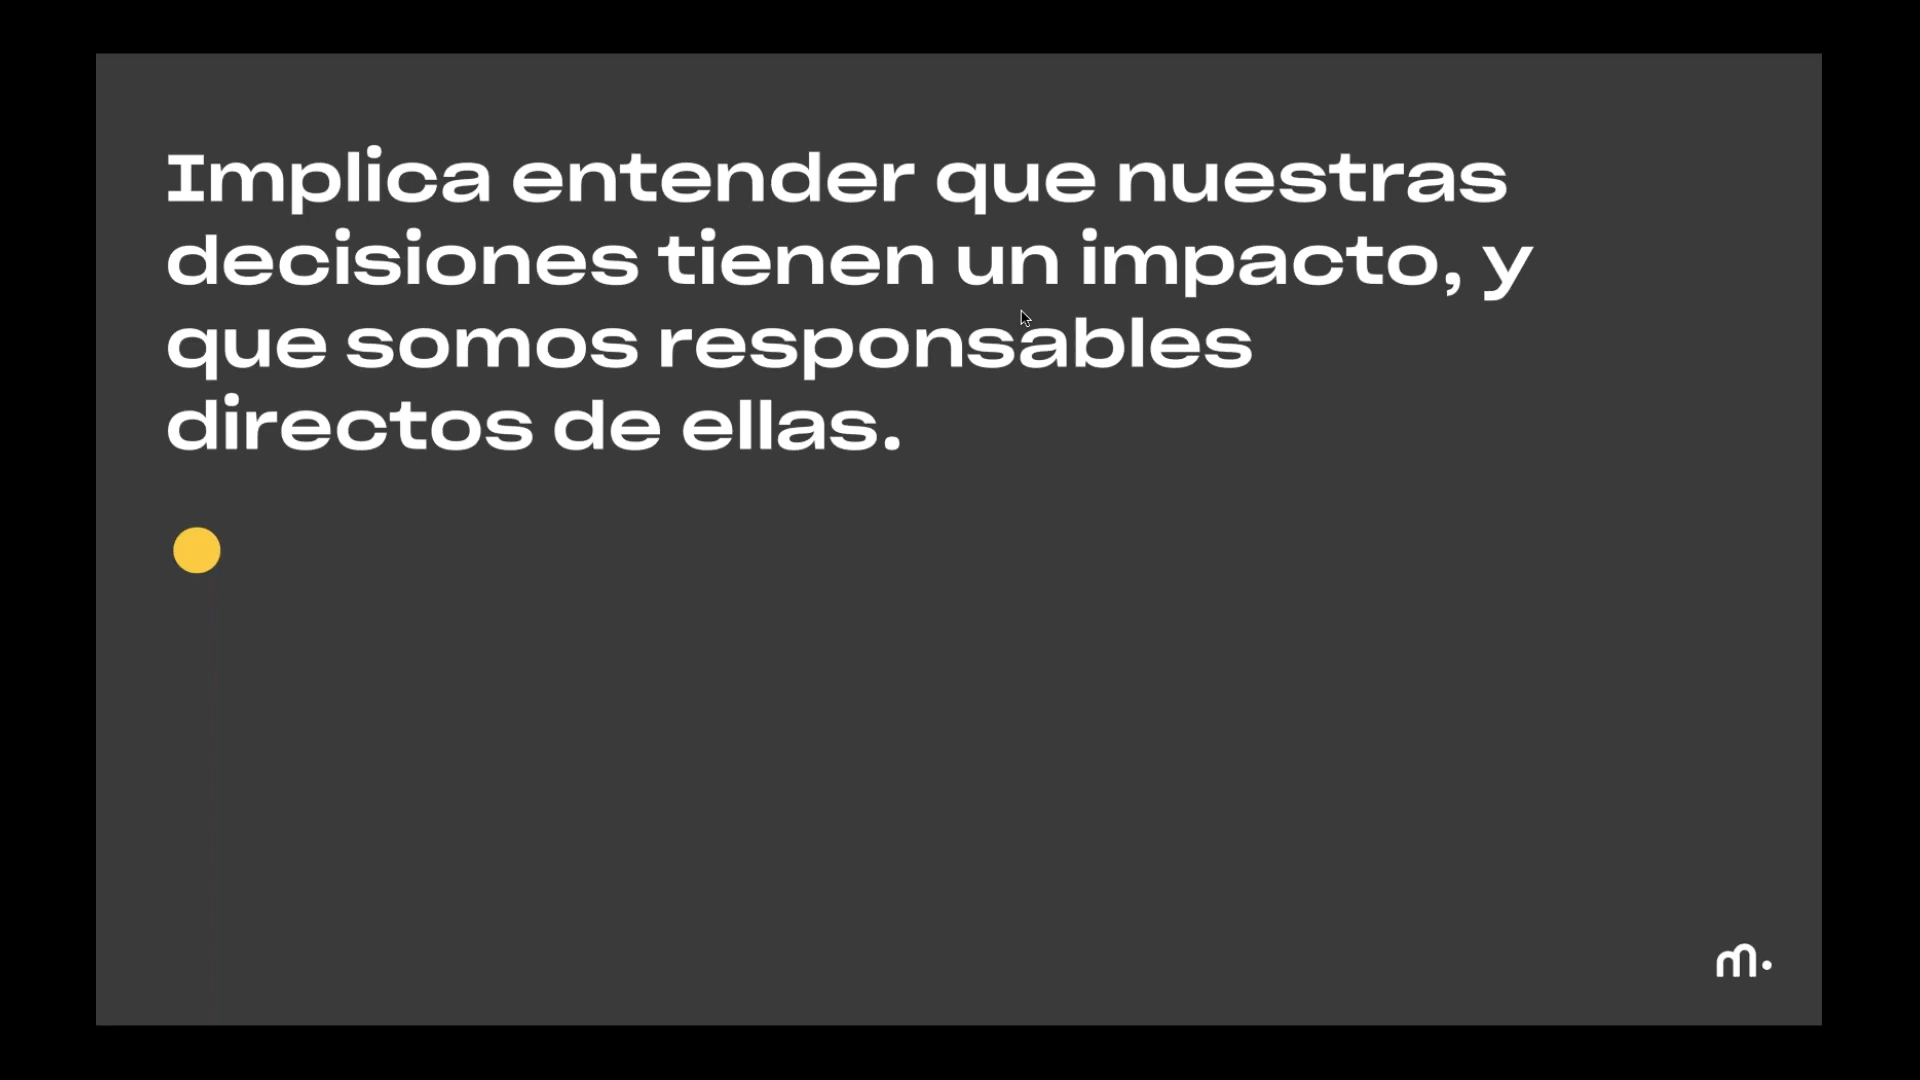 Implica entender que nuestras
decisiones tienen un impacto, y
que somos responsables
directos de ellas.
m.